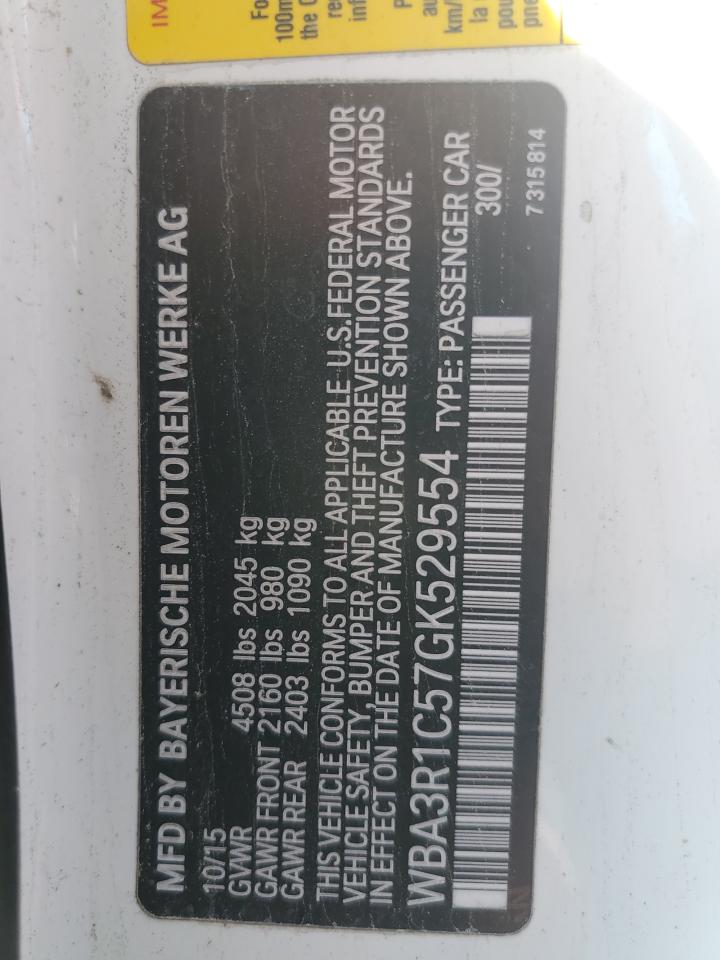 MFD BY BAYERISCHE MOTOREN WERKE AG
10/15
GVWR 4508 lbs 2045 kg
GAWR FRONT 2160 lbs 980 kg
GAWR REAR 2403 lbs 1090 kg
THIS VEHICLE CONFORMS TO ALL APPLICABLE U.S. FEDERAL MOTOR
VEHICLE SAFETY, BUMPER AND THEFT PREVENTION STANDARDS
IN EFFECT ON THE DATE OF MANUFACTURE SHOWN ABOVE.
WBA3R1C57GK529554 TYPE: PASSENGER CAR
300/
7 315 814